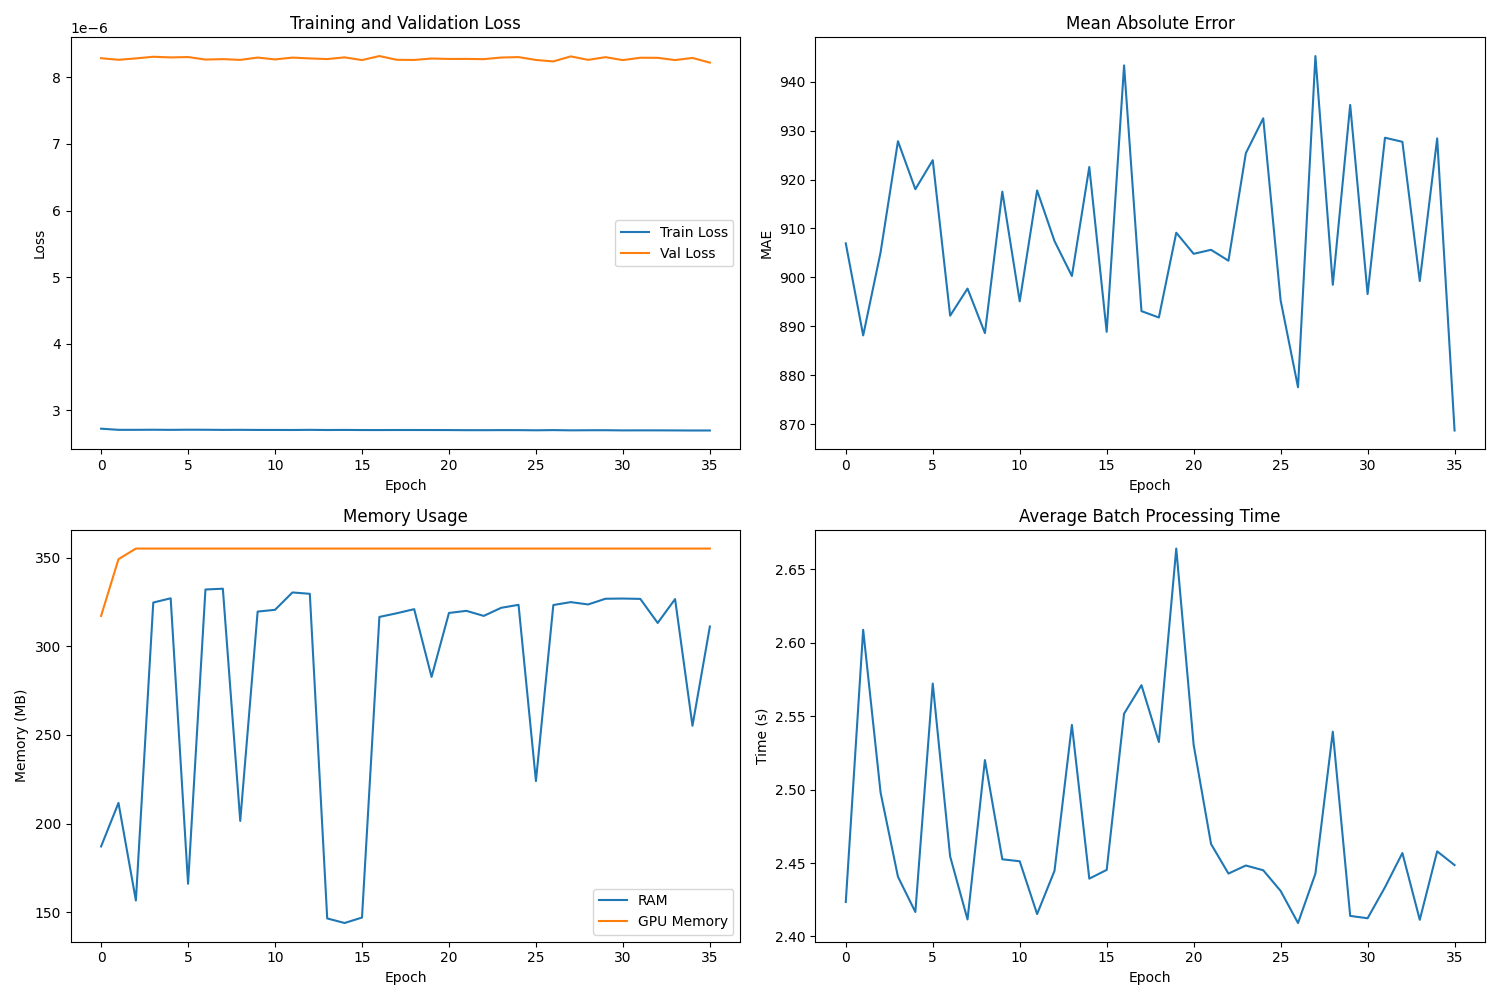 Training and Validation Loss
1e−6
8
7
6
5
4
3
Loss
Train Loss
Val Loss
0 5 10 15 20 25 30 35
Epoch
Mean Absolute Error
940
930
920
910
900
890
880
870
MAE
0 5 10 15 20 25 30 35
Epoch
Memory Usage
350
300
250
200
150
Memory (MB)
RAM
GPU Memory
0 5 10 15 20 25 30 35
Epoch
Average Batch Processing Time
2.65
2.60
2.55
2.50
2.45
2.40
Time (s)
0 5 10 15 20 25 30 35
Epoch